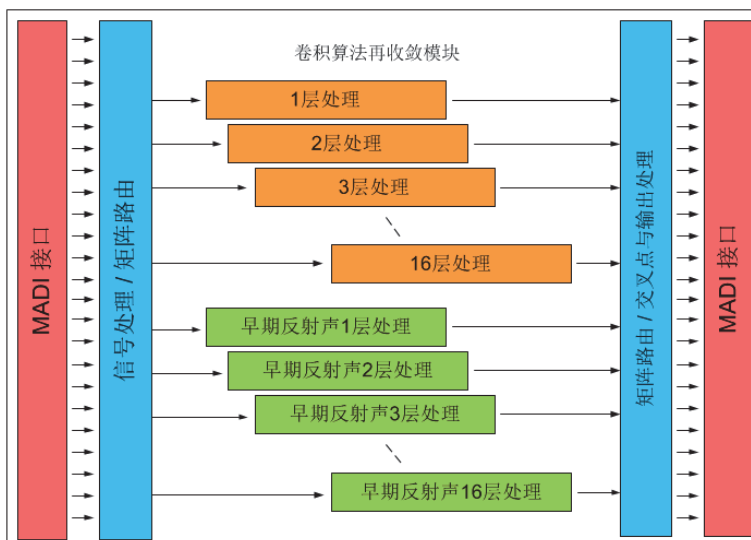 卷积算法再收敛模块
MADI 接口
信号处理 / 矩阵路由
1层处理
2层处理
3层处理
16层处理
早期反射声1层处理
早期反射声2层处理
早期反射声3层处理
早期反射声16层处理
矩阵路由 / 交叉点与输出处理
MADI 接口